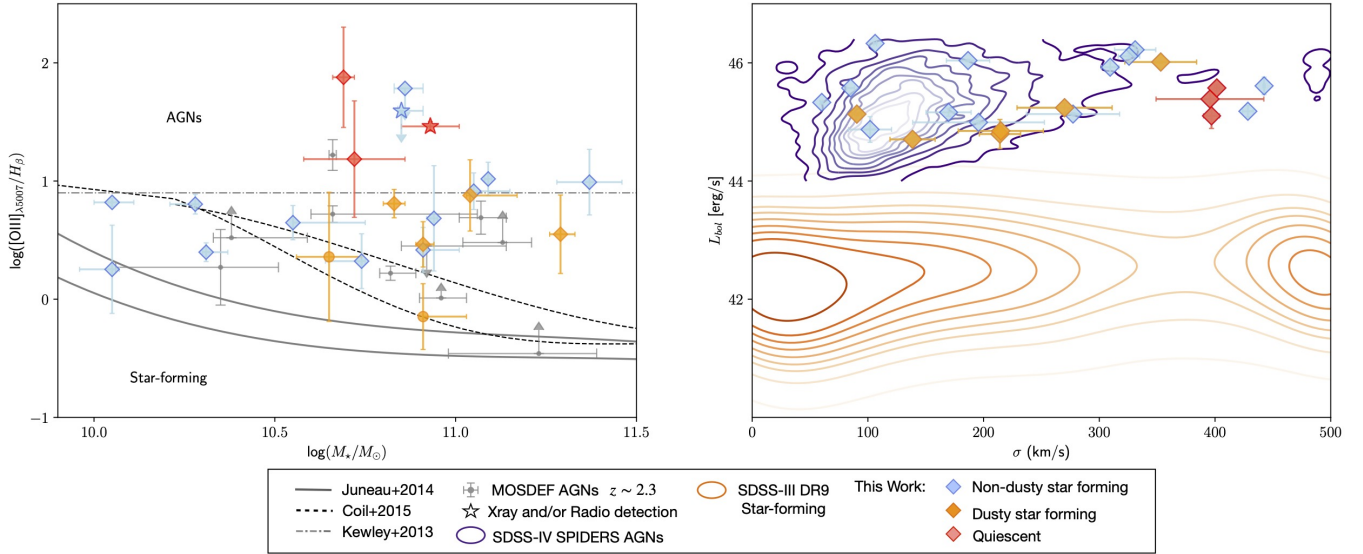 2
1
0
−1
10.0
10.5
11.0
11.5
log([OIII]λ5007/Hβ)
log(M⋆/M⊙)
AGNs
Star-forming
46
44
42
0
100
200
300
400
500
Lbol [erg/s]
σ (km/s)
Juneau+2014
Coil+2015
Kewley+2013
MOSDEF AGNs z ∼ 2.3
Xray and/or Radio detection
SDSS-IV SPIDERS AGNs
SDSS-III DR9
Star-forming
This Work:
Non-dusty star forming
Dusty star forming
Quiescent